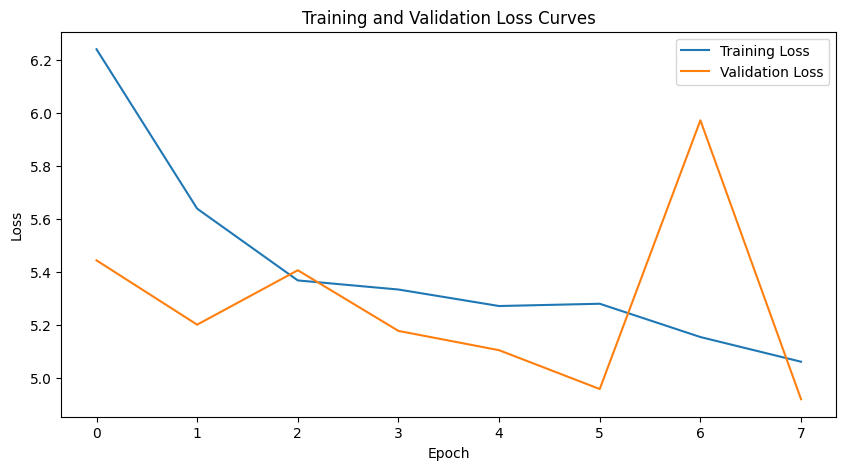 Training and Validation Loss Curves
Training Loss
Validation Loss
Loss
6.2
6.0
5.8
5.6
5.4
5.2
5.0
0 1 2 3 4 5 6 7
Epoch